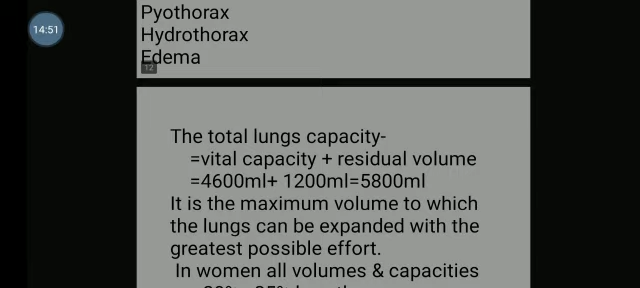 14:51
Pyothorax
Hydrothorax
Edema
12
The total lungs capacity-
=vital capacity + residual volume
=4600ml+ 1200ml=5800ml
It is the maximum volume to which
the lungs can be expanded with the
greatest possible effort.
In women all volumes & capacities